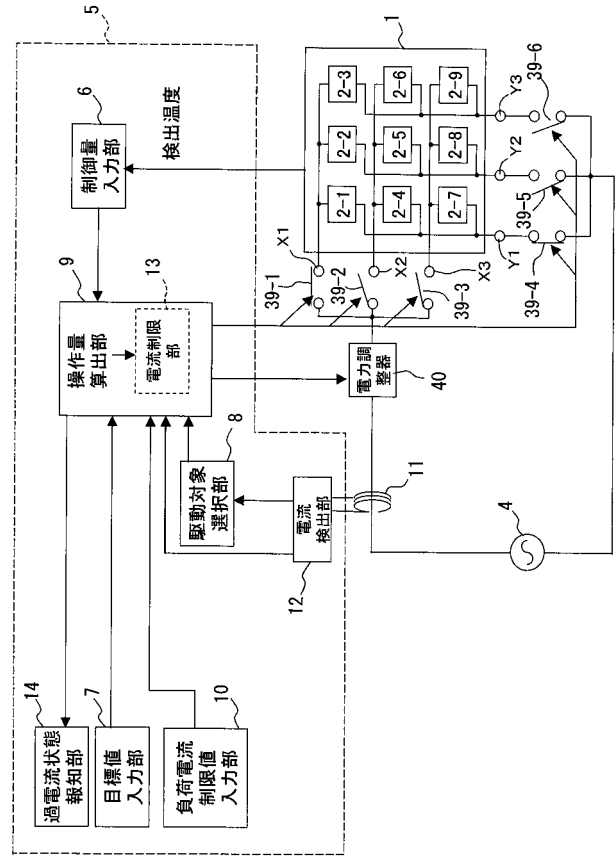 5
14
過電流状態
報知部
7
目標値
入力部
10
負荷電流
制限値
入力部
9
操作量
算出部
13
電流制限
部
6
制御量
入力部
検出温度
8
駆動対象
選択部
12
電流
検出部
11
電力調
整器
40
4
1
2-1
2-2
2-3
2-4
2-5
2-6
2-7
2-8
2-9
39-1
39-2
39-3
X1
X2
X3
Y1
Y2
Y3
39-4
39-5
39-6